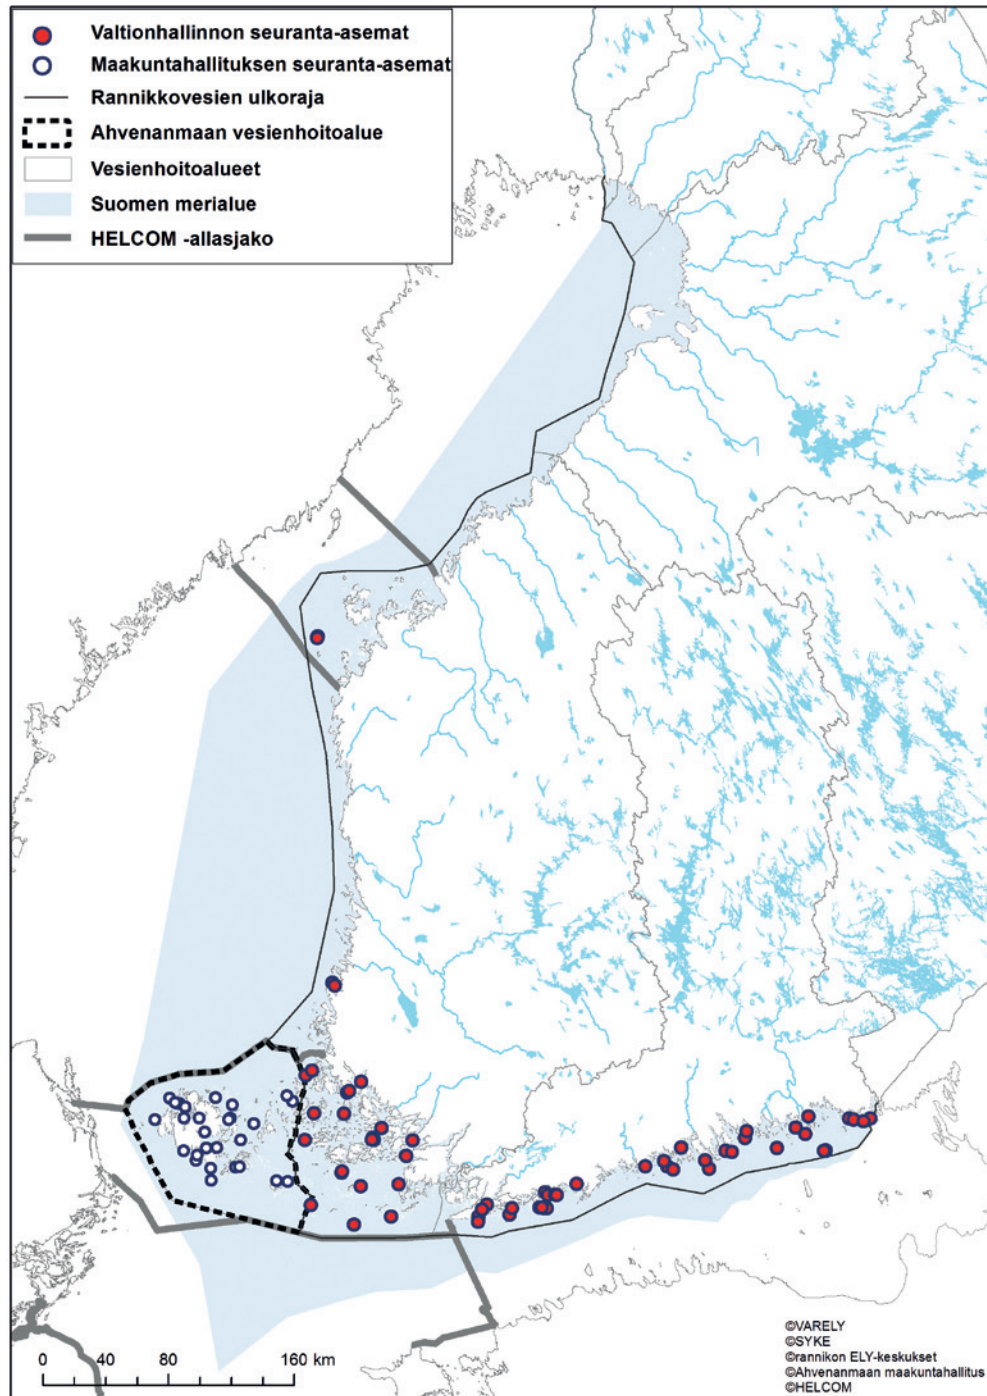 Valtionhallinnon seuranta-asemat
Maakuntahallituksen seuranta-asemat
Rannikkovesien ulkoraja
Ahvenanmaan vesienhoitoalue
Vesienhoitoalueet
Suomen merialue
HELCOM -allasjako
0 40 80 160 km
©VARELY
©SYKE
©rannikon ELY-keskukset
©Ahvenanmaan maakuntahallitus
©HELCOM